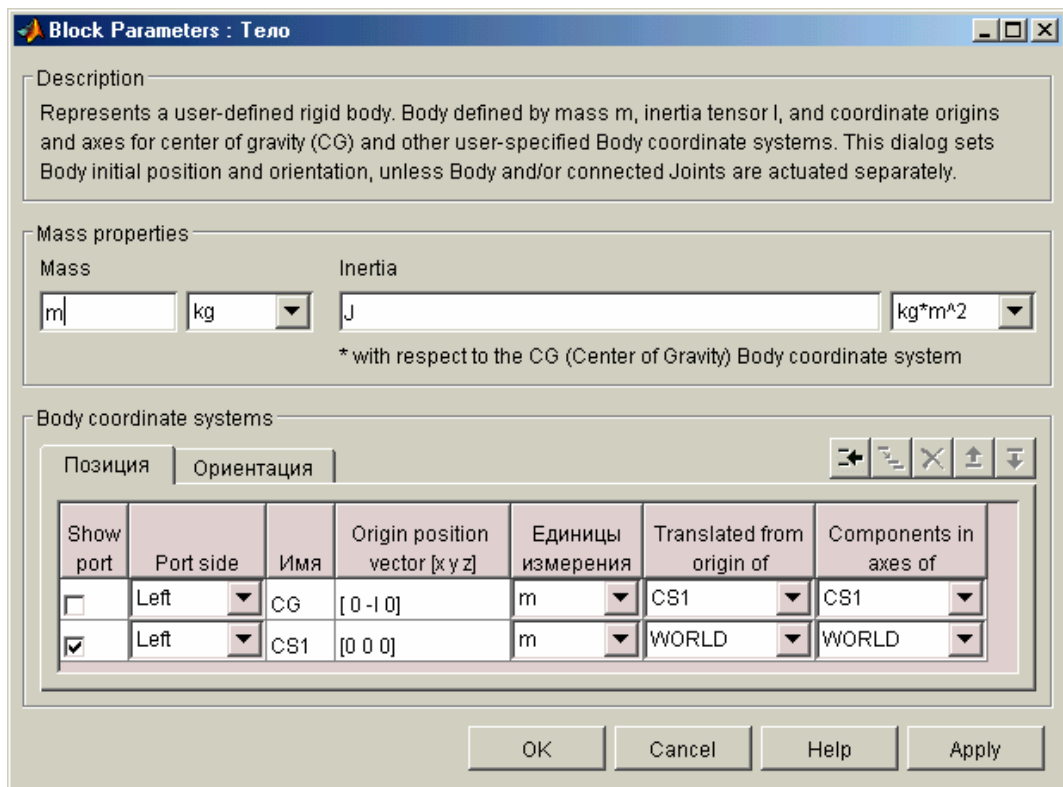 Block Parameters : Тело
Description
Represents a user-defined rigid body. Body defined by mass m, inertia tensor I, and coordinate origins
and axes for center of gravity (CG) and other user-specified Body coordinate systems. This dialog sets
Body initial position and orientation, unless Body and/or connected Joints are actuated separately.
Mass properties
Mass Inertia
m kg J kg*m^2
* with respect to the CG (Center of Gravity) Body coordinate system
Body coordinate systems
Позиция Ориентация
Show port Port side Имя Origin position vector [x y z] Единицы измерения Translated from origin of Components in axes of
Left CG [ 0 -l 0] m CS1 CS1
Left CS1 [0 0 0] m WORLD WORLD
OK Cancel Help Apply